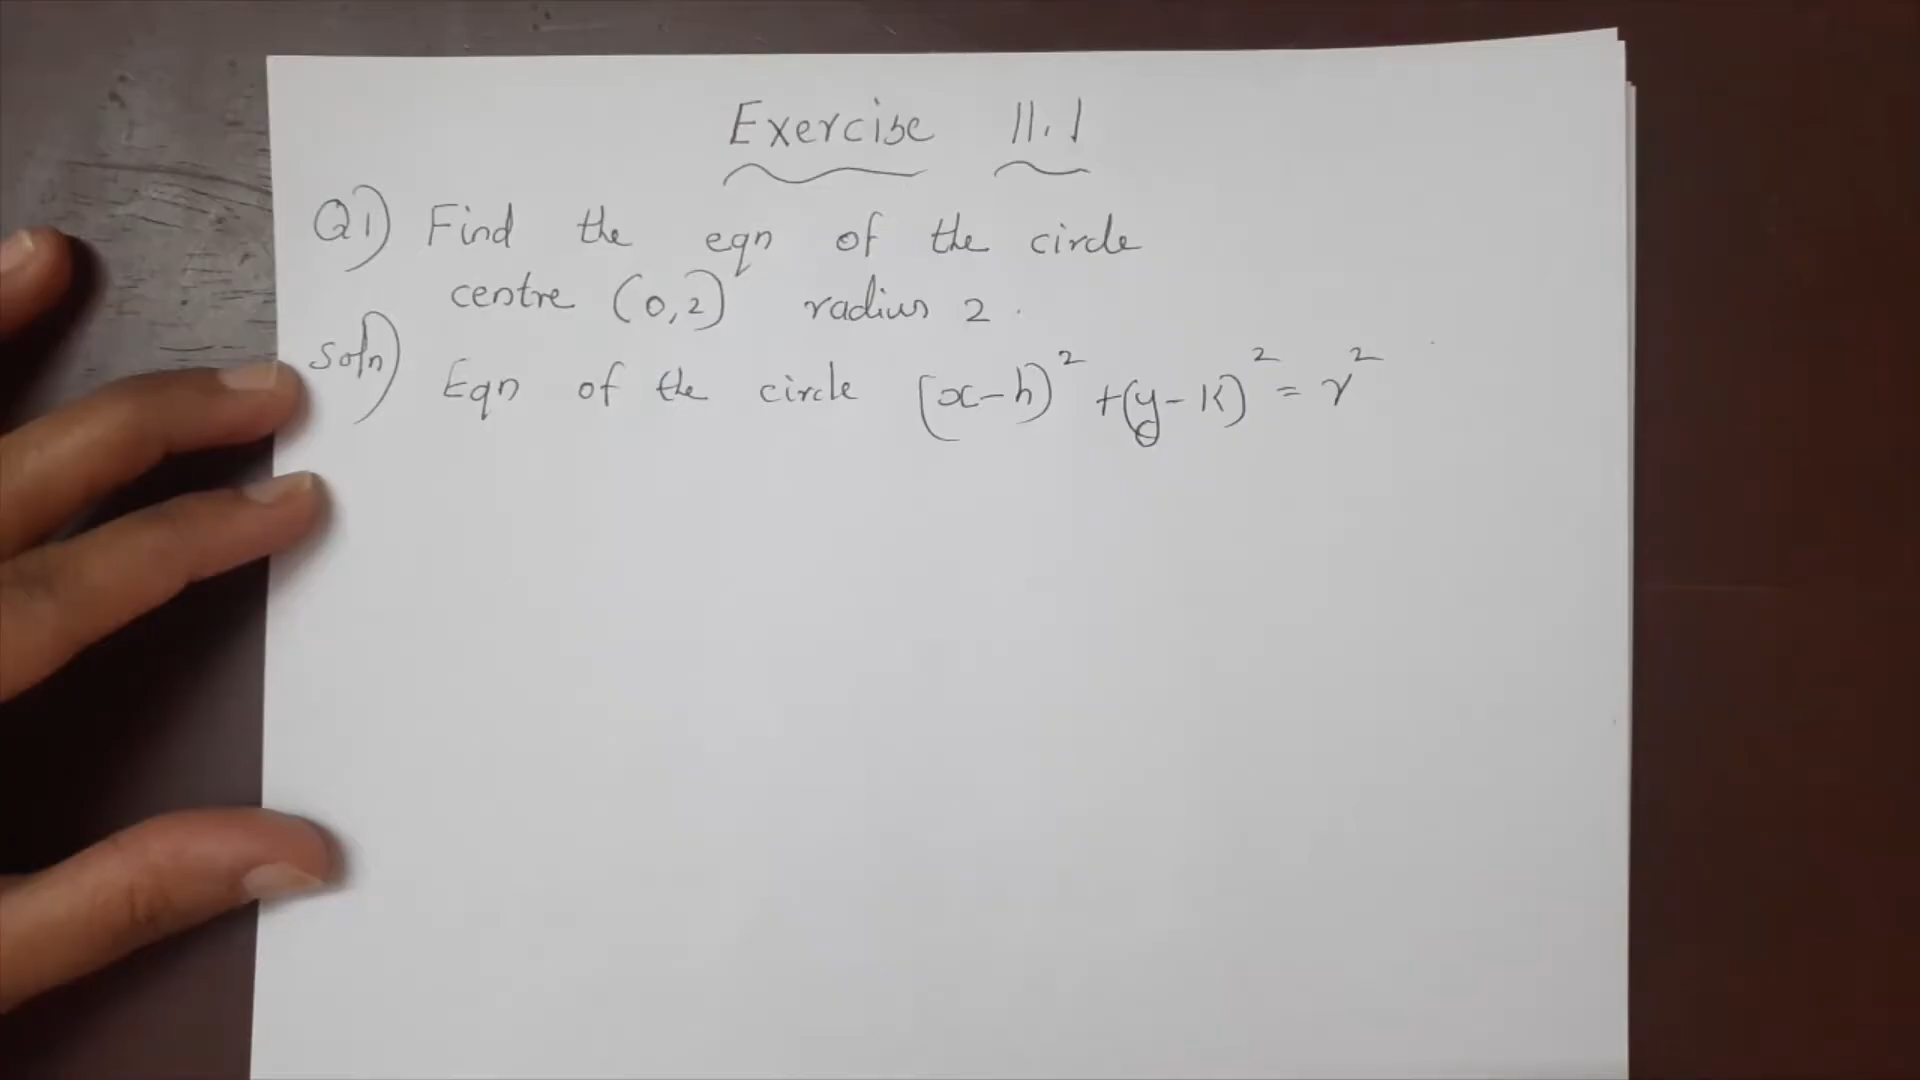 Exercise 11.1
Q1) Find the eqn of the circle
centre (0,2) radius 2.
Soln) Eqn of the circle (x-h)² +(y-k)² = r²